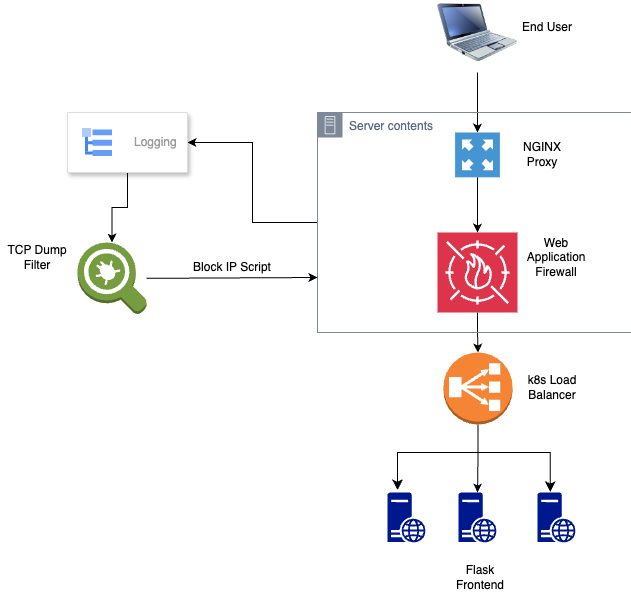 End User
Server contents
Logging
NGINX
Proxy
TCP Dump
Filter
Block IP Script
Web
Application
Firewall
k8s Load
Balancer
Flask
Frontend